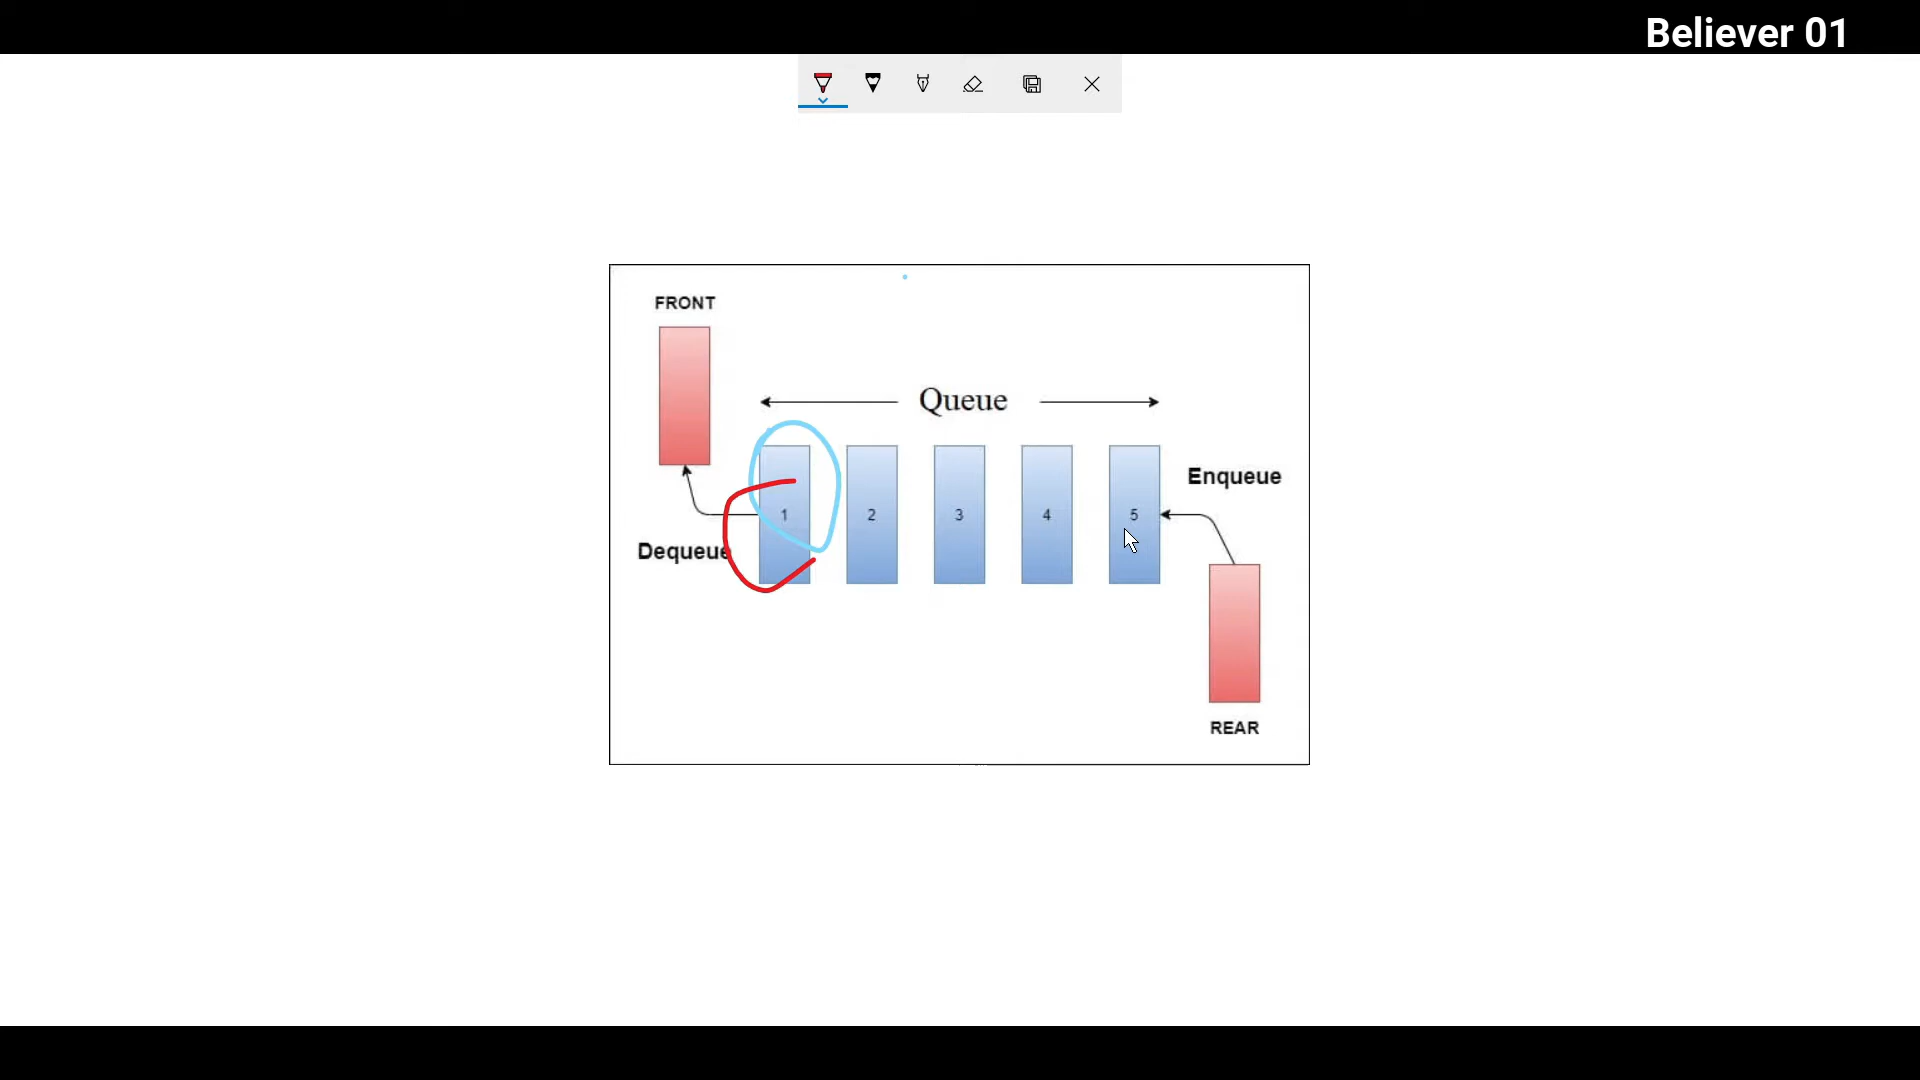 Believer 01
FRONT
Queue
Enqueue
1 2 3 4 5
Dequeue
REAR